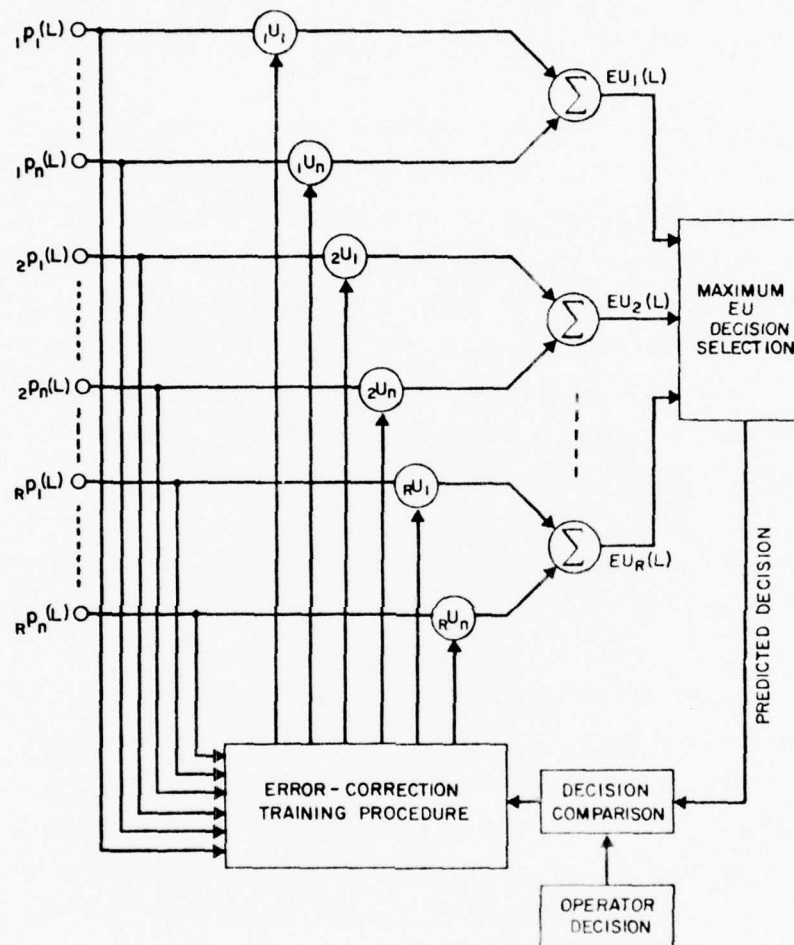 ₁p₁(L)
₁U₁
EU₁(L)
₁pₙ(L)
₁Uₙ
₂p₁(L)
₂U₁
EU₂(L)
MAXIMUM
EU
DECISION
SELECTION
₂pₙ(L)
₂Uₙ
Rp₁(L)
RU₁
EU_R(L)
Rpₙ(L)
RUₙ
∑
∑
∑
PREDICTED DECISION
ERROR-CORRECTION
TRAINING PROCEDURE
DECISION
COMPARISON
OPERATOR
DECISION